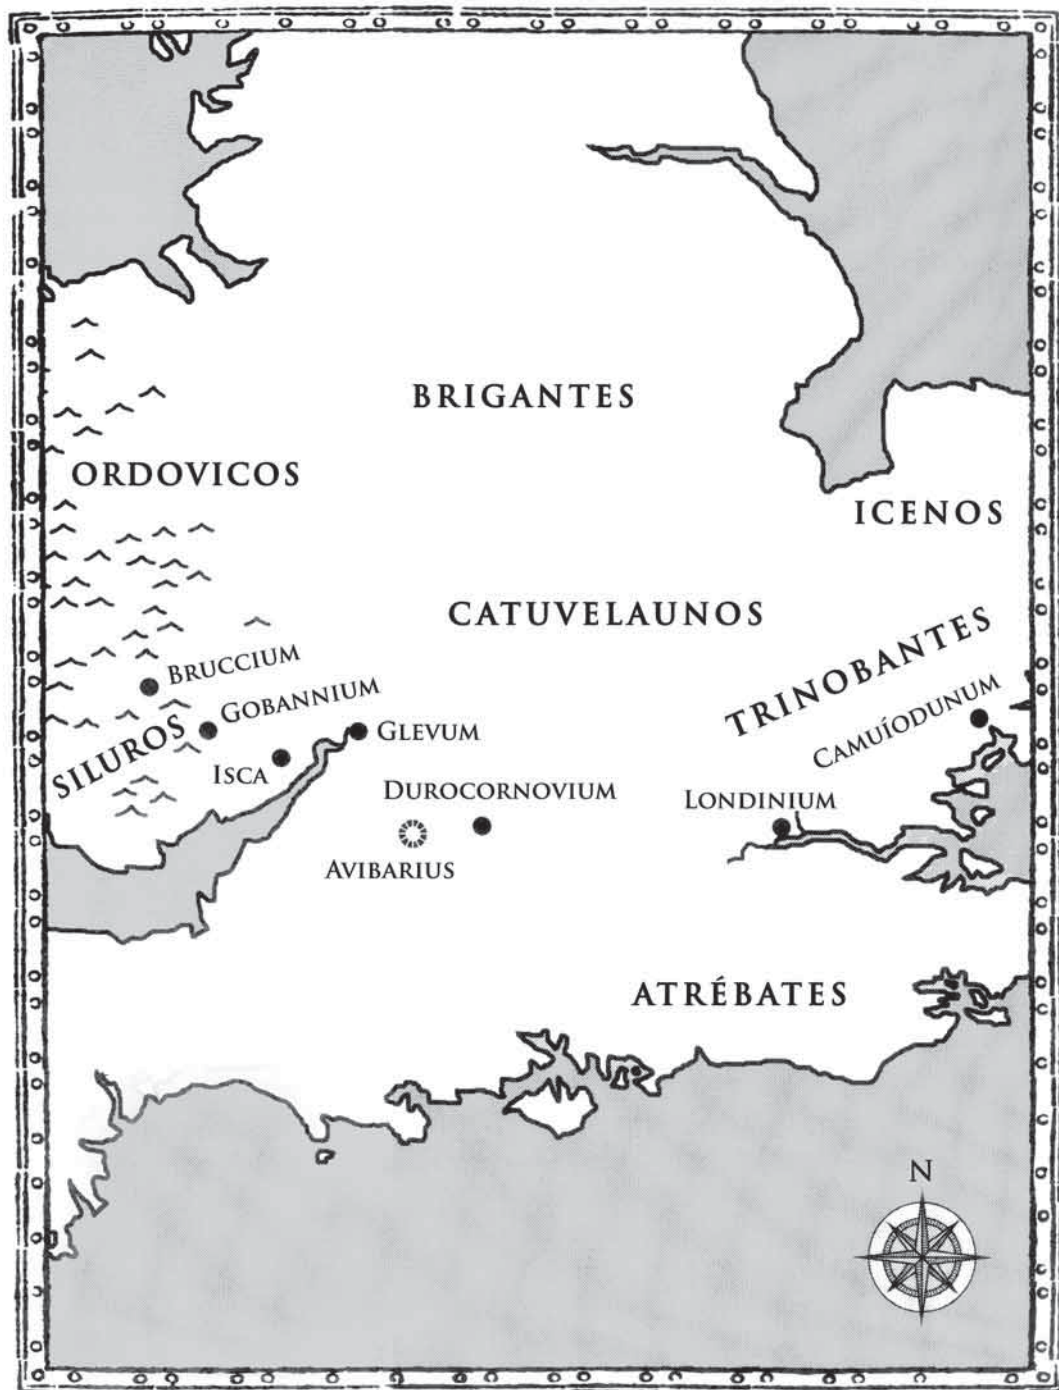 BRIGANTES
ORDOVICOS
ICENOS
CATUVELAUNOS
TRINOBANTES
BRUCCIUM
GOBANNIUM
SILUROS
GLEVUM
CAMUÍODUNUM
ISCA
DUROCORNOVIUM
LONDINIUM
AVIBARIUS
ATRÉBATES
N